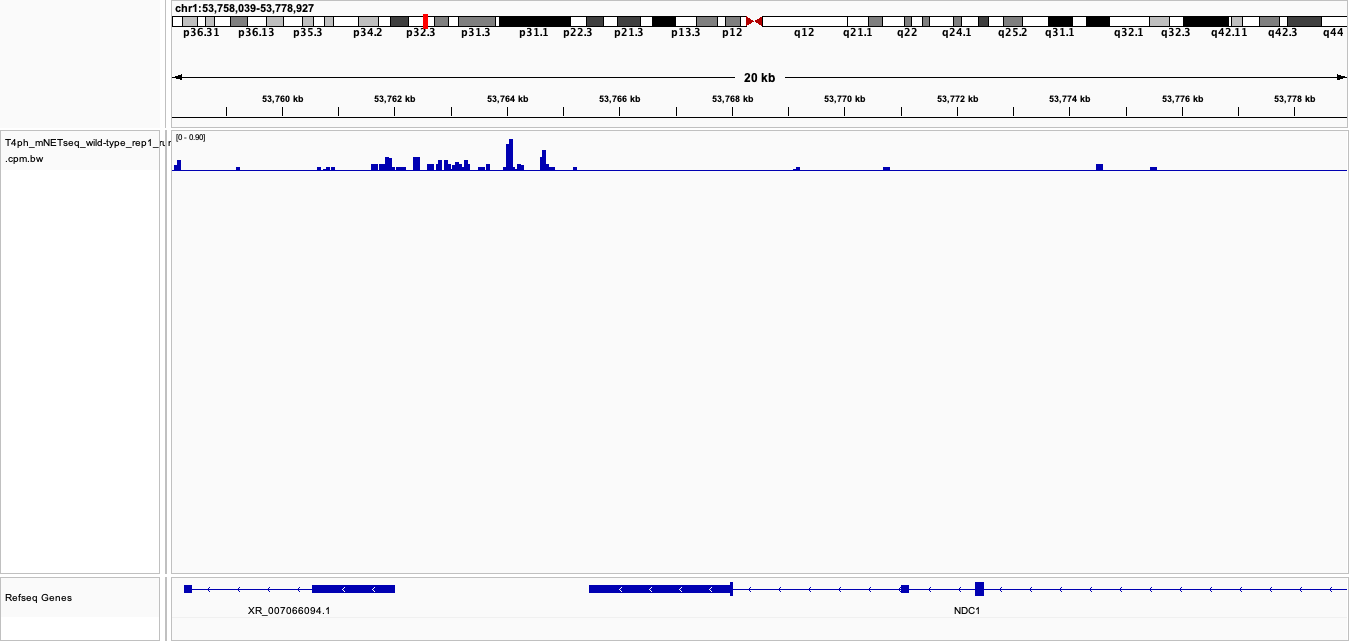 chr1:53,758,039-53,778,927
p36.31 p36.13 p35.3 p34.2 p32.3 p31.3 p31.1 p22.3 p21.3 p13.3 p12 q12 q21.1 q22 q24.1 q25.2 q31.1 q32.1 q32.3 q42.11 q42.3 q44
20 kb
53,760 kb 53,762 kb 53,764 kb 53,766 kb 53,768 kb 53,770 kb 53,772 kb 53,774 kb 53,776 kb 53,778 kb
[0 - 0.90]
T4ph_mNETseq_wild-type_rep1_
.cpm.bw
Refseq Genes
XR_007066094.1 NDC1